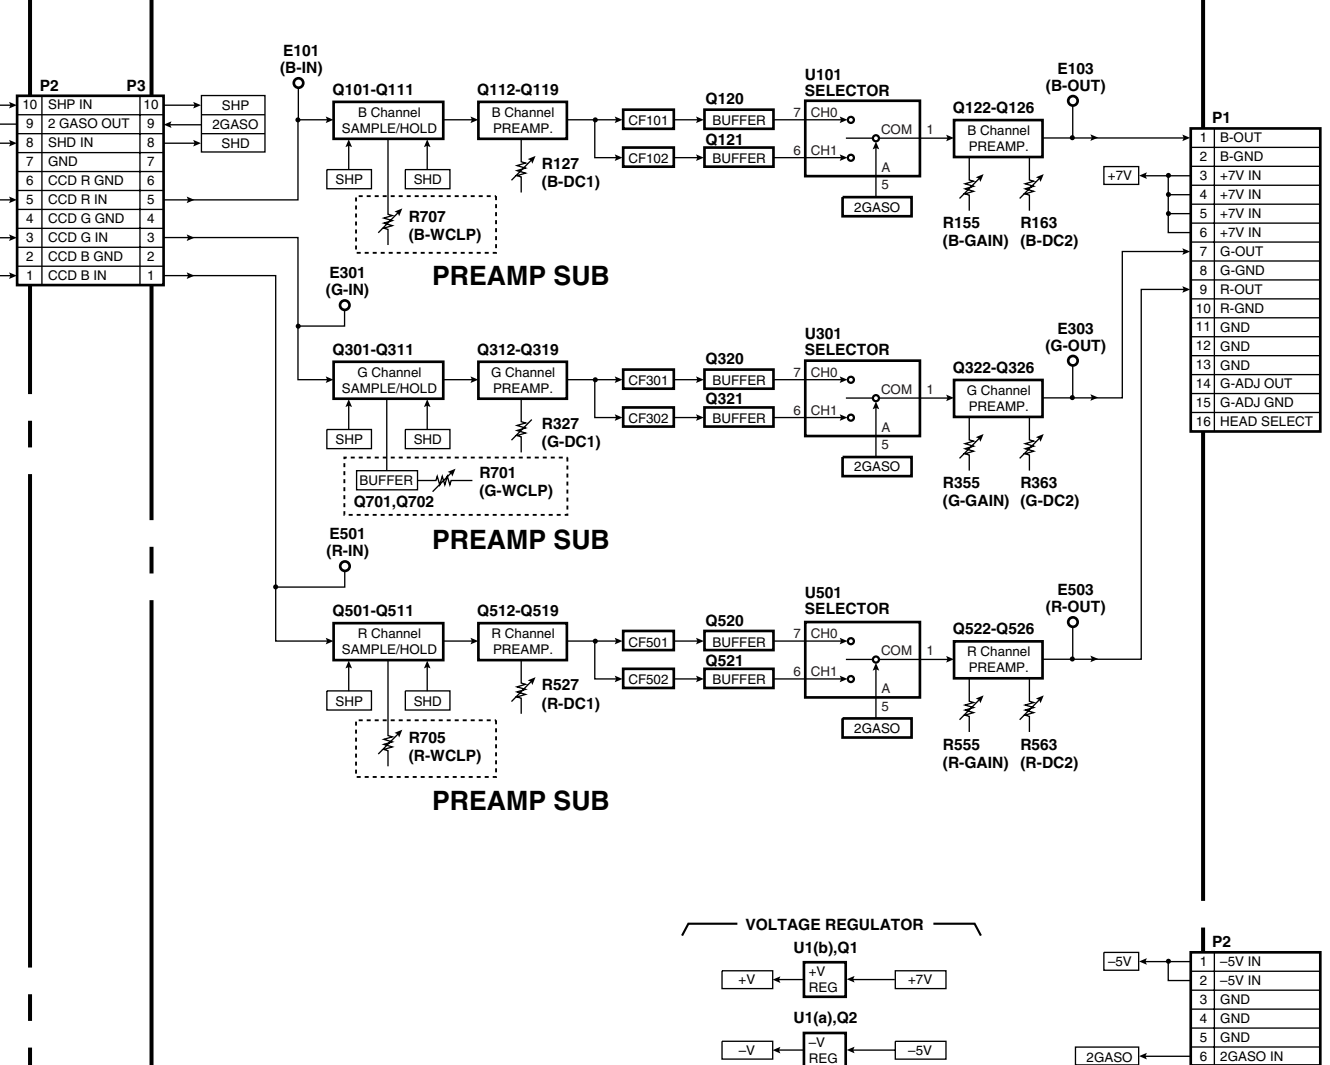 P2 P3
10 SHP IN 10 SHP
9 2 GASO OUT 9 2GASO
8 SHD IN 8 SHD
7 GND 7
6 CCD R GND 6
5 CCD R IN 5
4 CCD G GND 4
3 CCD G IN 3
2 CCD B GND 2
1 CCD B IN 1
E101
(B-IN)
Q101-Q111
B Channel
SAMPLE/HOLD
SHP SHD
R707
(B-WCLP)
PREAMP SUB
Q112-Q119
B Channel
PREAMP.
R127
(B-DC1)
CF101
CF102
Q120
BUFFER
Q121
BUFFER
U101
SELECTOR
7 CH0
6 CH1
COM 1
A
5
2GASO
Q122-Q126
B Channel
PREAMP.
R155
(B-GAIN)
R163
(B-DC2)
E103
(B-OUT)
P1
1 B-OUT
2 B-GND
+7V
3 +7V IN
4 +7V IN
5 +7V IN
6 +7V IN
7 G-OUT
8 G-GND
9 R-OUT
10 R-GND
11 GND
12 GND
13 GND
14 G-ADJ OUT
15 G-ADJ GND
16 HEAD SELECT
E301
(G-IN)
Q301-Q311
G Channel
SAMPLE/HOLD
SHP SHD
BUFFER
Q701,Q702
R701
(G-WCLP)
PREAMP SUB
Q312-Q319
G Channel
PREAMP.
R327
(G-DC1)
CF301
CF302
Q320
BUFFER
Q321
BUFFER
U301
SELECTOR
7 CH0
6 CH1
COM 1
A
5
2GASO
Q322-Q326
G Channel
PREAMP.
R355
(G-GAIN)
R363
(G-DC2)
E303
(G-OUT)
E501
(R-IN)
Q501-Q511
R Channel
SAMPLE/HOLD
SHP SHD
R705
(R-WCLP)
PREAMP SUB
Q512-Q519
R Channel
PREAMP.
R527
(R-DC1)
CF501
CF502
Q520
BUFFER
Q521
BUFFER
U501
SELECTOR
7 CH0
6 CH1
COM 1
A
5
2GASO
Q522-Q526
R Channel
PREAMP.
R555
(R-GAIN)
R563
(R-DC2)
E503
(R-OUT)
VOLTAGE REGULATOR
U1(b),Q1
+V
+V
REG
+7V
U1(a),Q2
–V
–V
REG
–5V
P2
–5V
1 –5V IN
2 –5V IN
3 GND
4 GND
5 GND
2GASO
6 2GASO IN